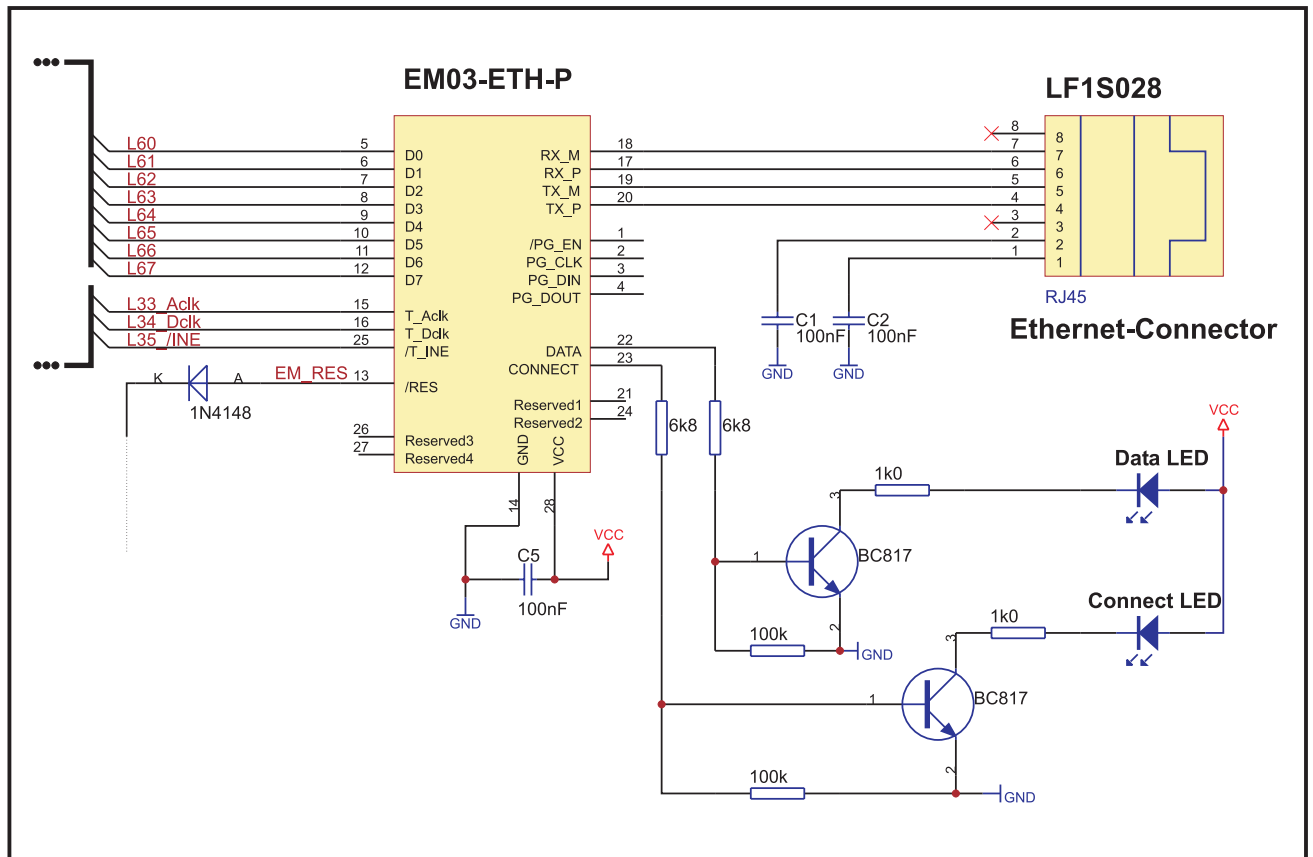 EM03-ETH-P
LF1S028
L60 5 D0
L61 6 D1
L62 7 D2
L63 8 D3
L64 9 D4
L65 10 D5
L66 11 D6
L67 12 D7
L33_Aclk 15 T_Aclk
L34_Dclk 16 T_Dclk
L35_/INE 25 /T_INE
K A EM_RES 13 /RES
1N4148
26 Reserved3
27 Reserved4
RX_M 18
RX_P 17
TX_M 19
TX_P 20
/PG_EN 1
PG_CLK 2
PG_DIN 3
PG_DOUT 4
DATA 22
CONNECT 23
Reserved1 21
Reserved2 24
GND
VCC
14
28
8 8
7 7
6 6
5 5
4 4
3 3
2 2
1 1
RJ45
Ethernet-Connector
C1
100nF
C2
100nF
GND
GND
6k8
6k8
VCC
C5
100nF
GND
VCC
Data LED
1k0
3
1
BC817
2
100k
GND
Connect LED
1k0
3
1
BC817
2
100k
GND